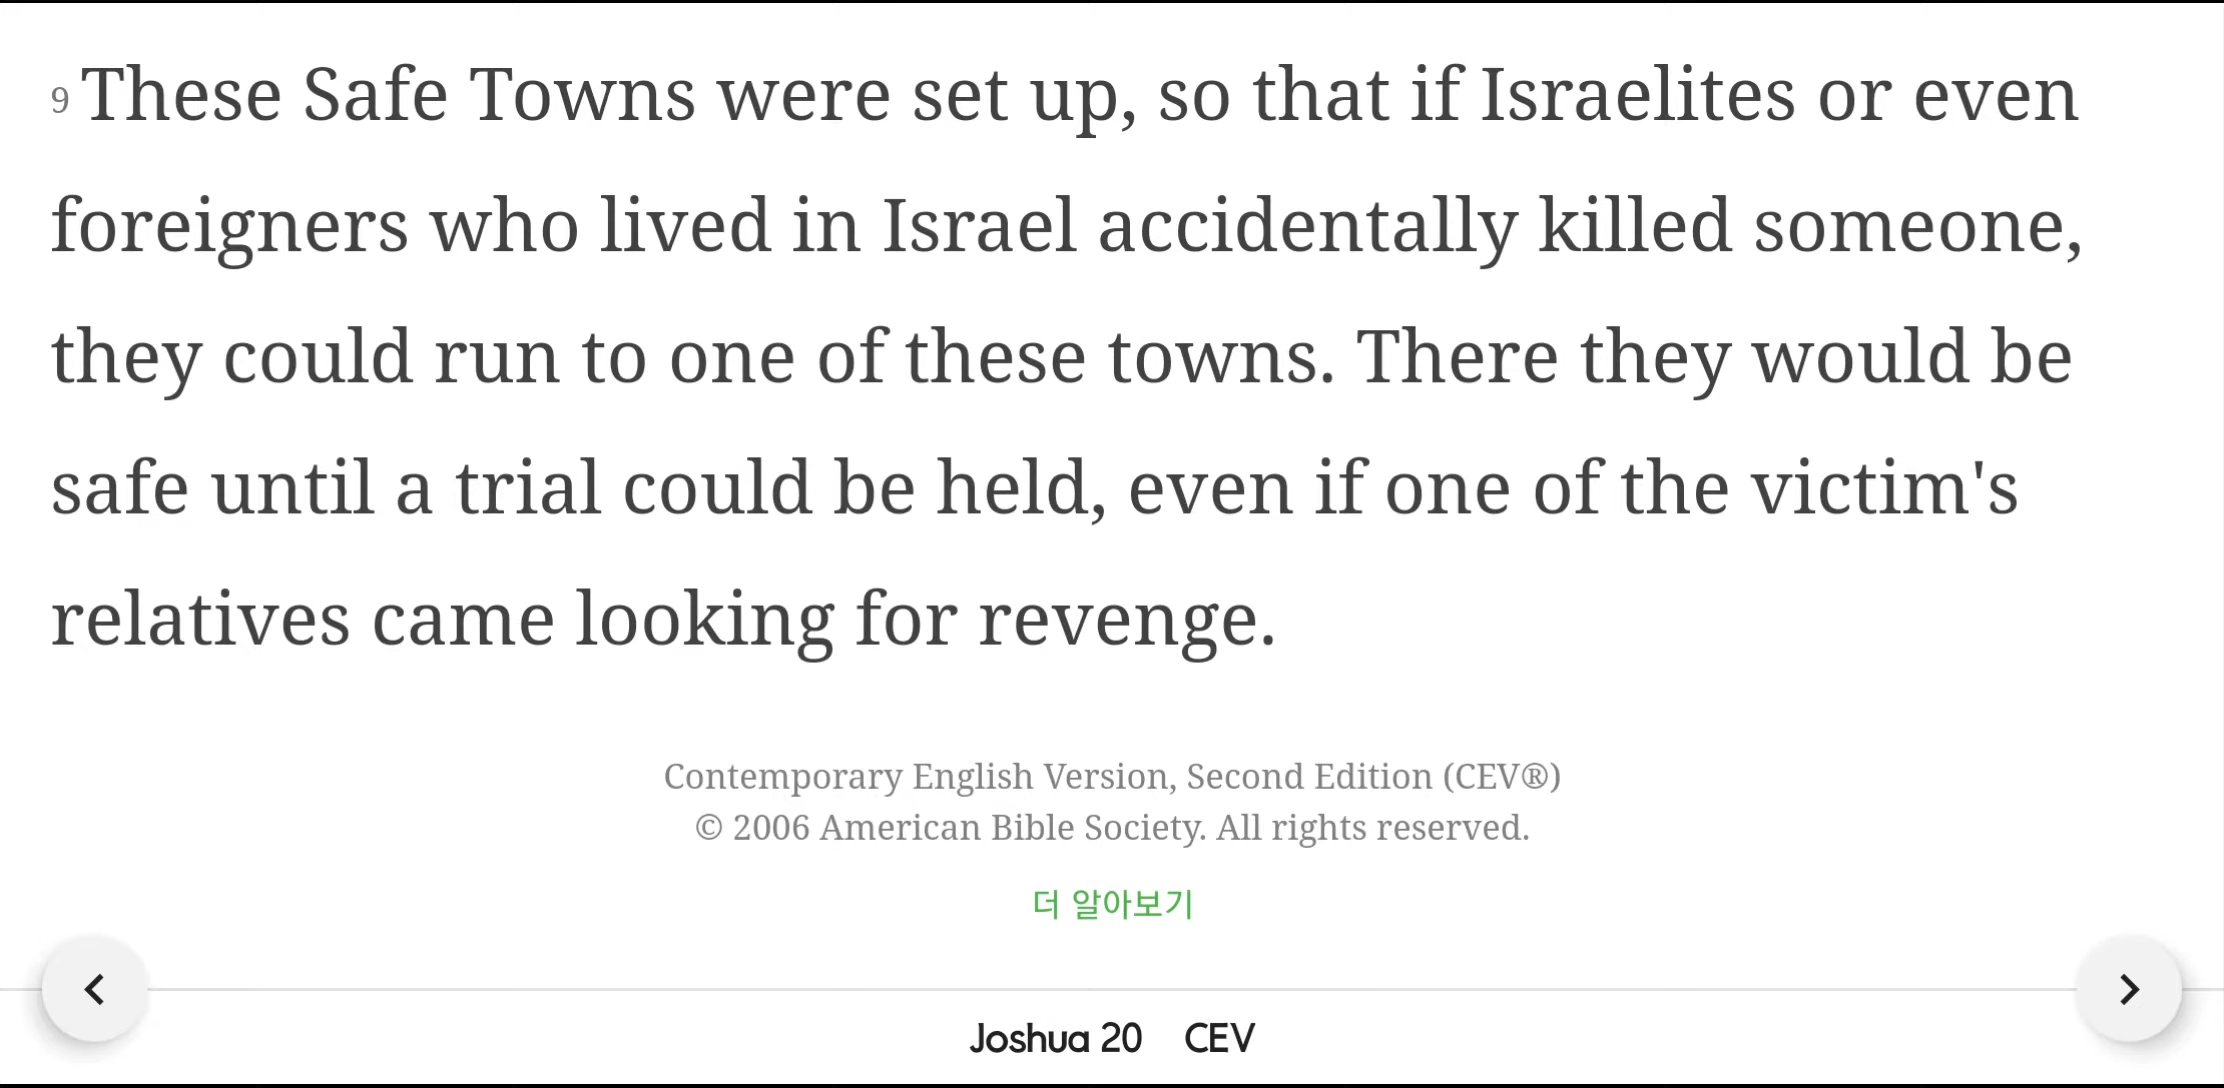 9 These Safe Towns were set up, so that if Israelites or even
foreigners who lived in Israel accidentally killed someone,
they could run to one of these towns. There they would be
safe until a trial could be held, even if one of the victim's
relatives came looking for revenge.
Contemporary English Version, Second Edition (CEV®)
© 2006 American Bible Society. All rights reserved.
더 알아보기
Joshua 20 CEV